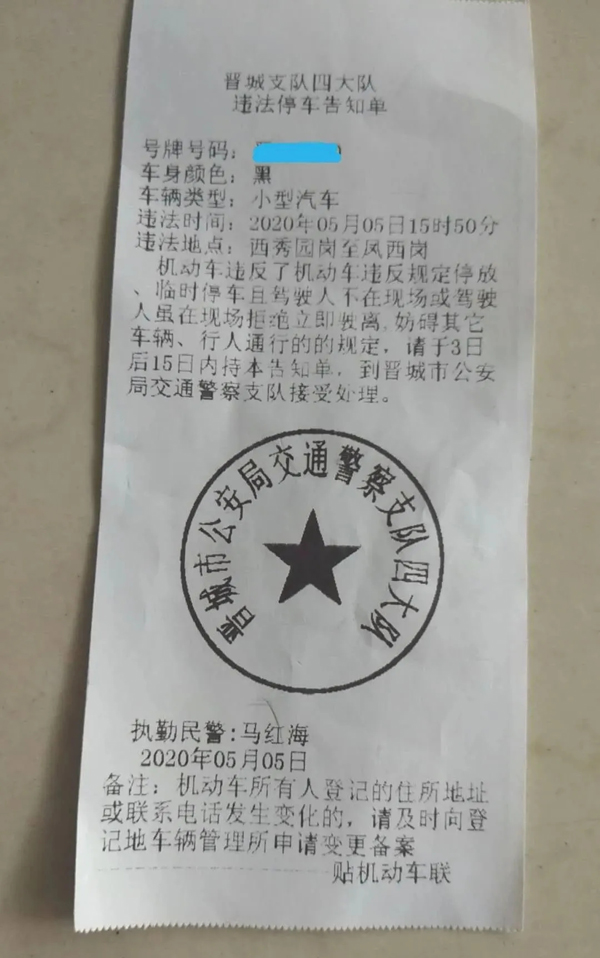 晋城支队四大队
违法停车告知单
号牌号码：
车身颜色：黑
车辆类型：小型汽车
违法时间：2020年05月05日15时50分
违法地点：西秀园岗至凤西岗
机动车违反了机动车违反规定停放
、临时停车且驾驶人不在现场或驾驶
人虽在现场拒绝立即驶离,妨碍其它
车辆、行人通行的的规定，请于3日
后15日内持本告知单，到晋城市公安
局交通警察支队接受处理。
晋城市公安局交通警察支队四大队
执勤民警:马红海
2020年05月05日
备注：机动车所有人登记的住所地址
或联系电话发生变化的，请及时向登
记地车辆管理所申请变更备案
贴机动车联